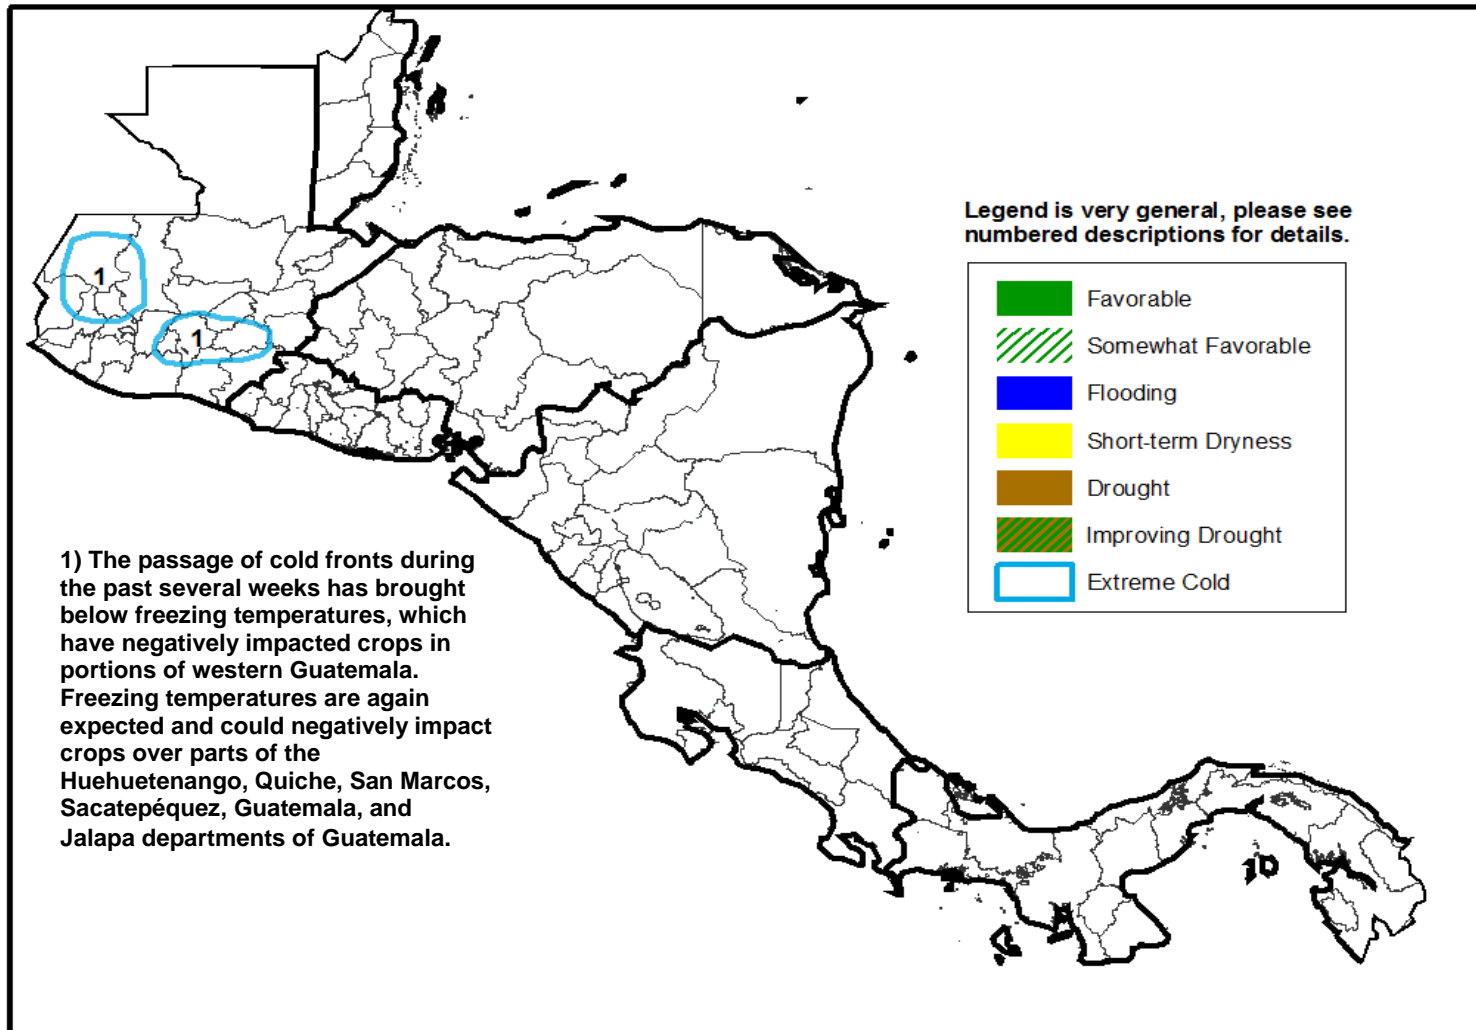 Legend is very general, please see
numbered descriptions for details.
Favorable
Somewhat Favorable
Flooding
Short-term Dryness
Drought
Improving Drought
Extreme Cold
1
1
1) The passage of cold fronts during
the past several weeks has brought
below freezing temperatures, which
have negatively impacted crops in
portions of western Guatemala.
Freezing temperatures are again
expected and could negatively impact
crops over parts of the
Huehuetenango, Quiche, San Marcos,
Sacatepéquez, Guatemala, and
Jalapa departments of Guatemala.